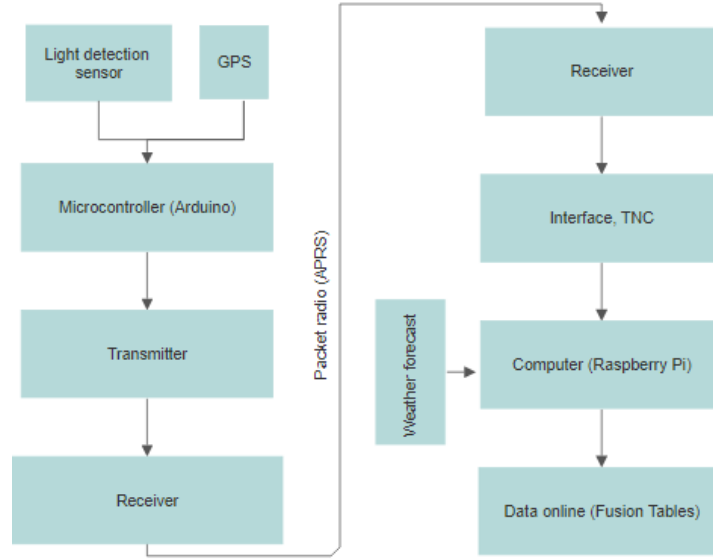 Light detection
sensor
GPS
Microcontroller (Arduino)
Transmitter
Receiver
Packet radio (APRS)
Receiver
Interface, TNC
Weather forecast
Computer (Raspberry Pi)
Data online (Fusion Tables)